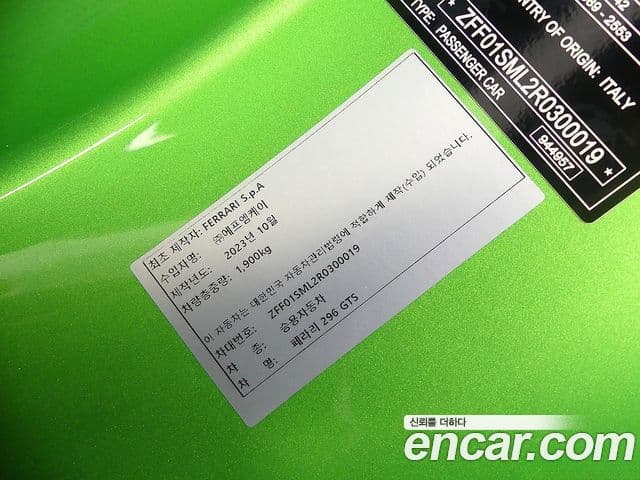 42
2553
COUNTRY OF ORIGIN: ITALY
TYPE: PASSENGER CAR
*ZFF01SML2R0300019*
944957
최초 제작자: FERRARI S.p.A
수입자명: ㈜에프엠케이
제작년도: 2023년 10월
차량총중량: 1,900kg
이 자동차는 대한민국 자동차관리법령에 적합하게 제작(수입) 되었습니다.
차대번호: ZFF01SML2R0300019
차 종: 승용자동차
차 명: 페라리 296 GTS
신뢰를 더하다
encar.com